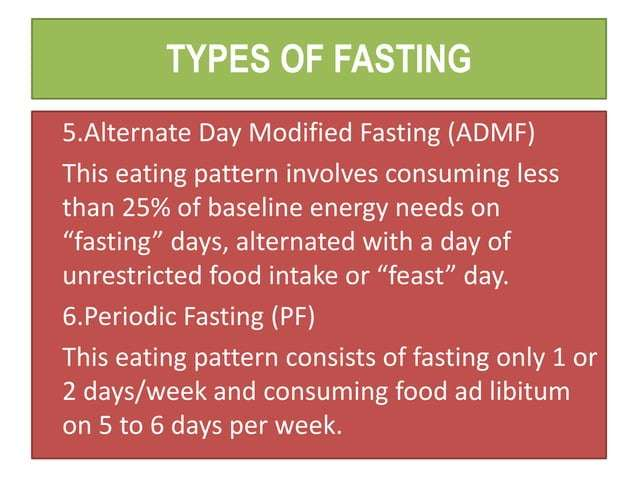 TYPES OF FASTING
5.Alternate Day Modified Fasting (ADMF)
This eating pattern involves consuming less
than 25% of baseline energy needs on
“fasting” days, alternated with a day of
unrestricted food intake or “feast” day.
6.Periodic Fasting (PF)
This eating pattern consists of fasting only 1 or
2 days/week and consuming food ad libitum
on 5 to 6 days per week.